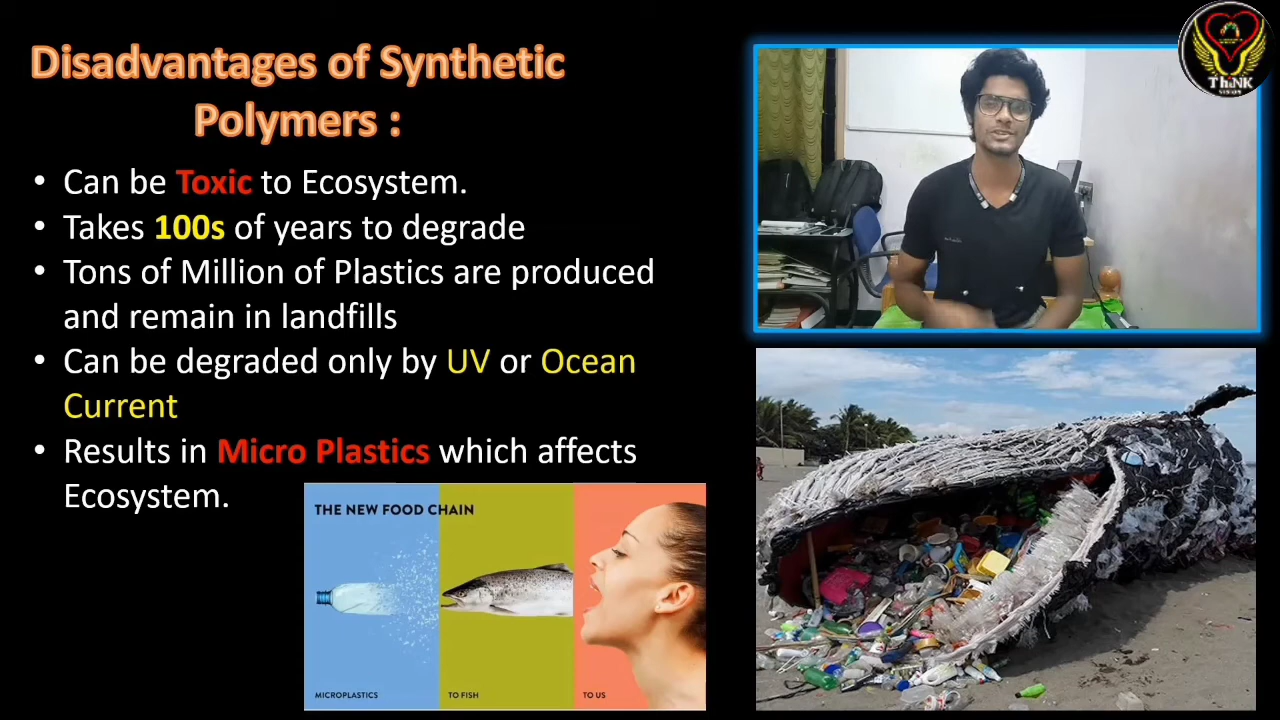 Disadvantages of Synthetic
Polymers :
• Can be Toxic to Ecosystem.
• Takes 100s of years to degrade
• Tons of Million of Plastics are produced
and remain in landfills
• Can be degraded only by UV or Ocean
Current
• Results in Micro Plastics which affects
Ecosystem.
THE NEW FOOD CHAIN
MICROPLASTICS
TO FISH
TO US
ThiNK